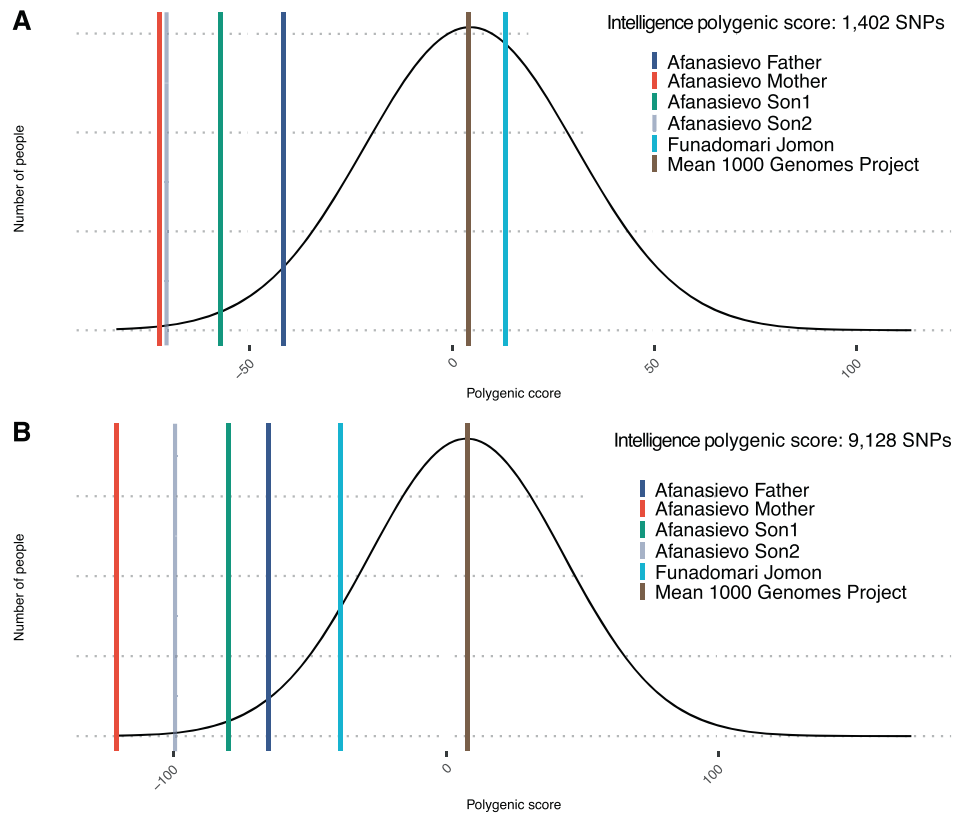 A
Intelligence polygenic score: 1,402 SNPs
Afanasievo Father
Afanasievo Mother
Afanasievo Son1
Afanasievo Son2
Funadomari Jomon
Mean 1000 Genomes Project
Number of people
-50
0
50
100
Polygenic ccore
B
Intelligence polygenic score: 9,128 SNPs
Afanasievo Father
Afanasievo Mother
Afanasievo Son1
Afanasievo Son2
Funadomari Jomon
Mean 1000 Genomes Project
Number of people
-100
0
100
Polygenic score